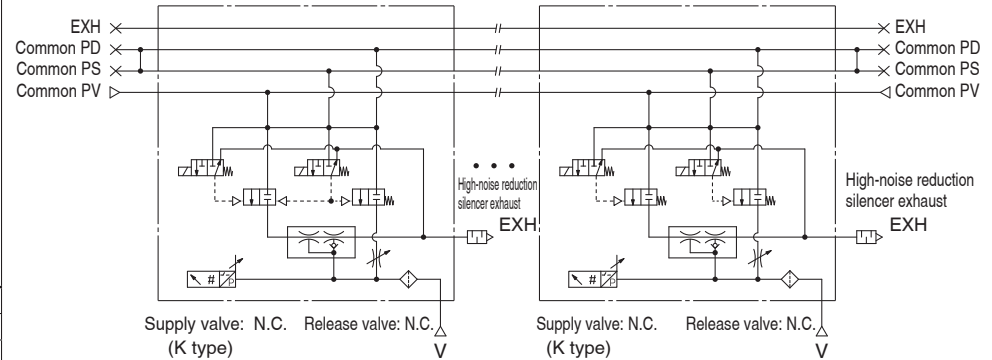 EXH
EXH
Common PD
Common PD
Common PS
Common PS
Common PV
Common PV
• • •
High-noise reduction
silencer exhaust
EXH
High-noise reduction
silencer exhaust
EXH
#
P
#
P
Supply valve: N.C.
(K type)
Release valve: N.C.
V
Supply valve: N.C.
(K type)
Release valve: N.C.
V